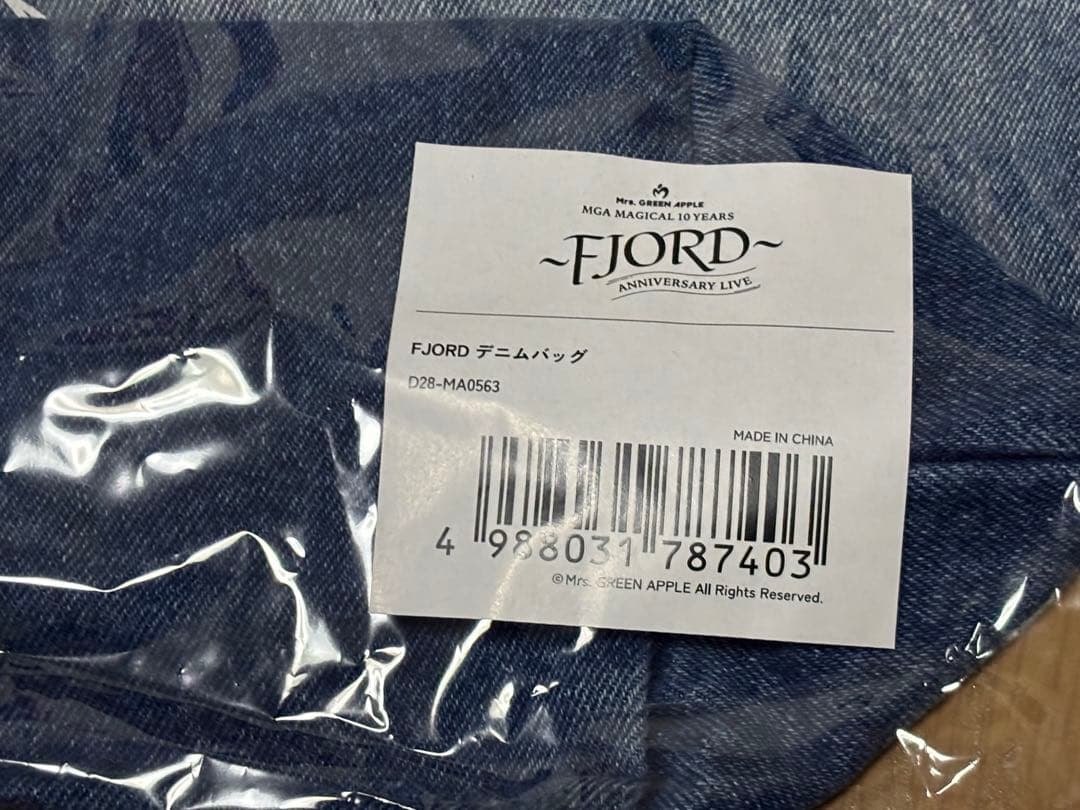 Mrs. GREEN APPLE
MGA MAGICAL 10 YEARS
~FJORD~
ANNIVERSARY LIVE
FJORD デニムバッグ
D28-MA0563
MADE IN CHINA
4 988031 787403
©Mrs. GREEN APPLE All Rights Reserved.